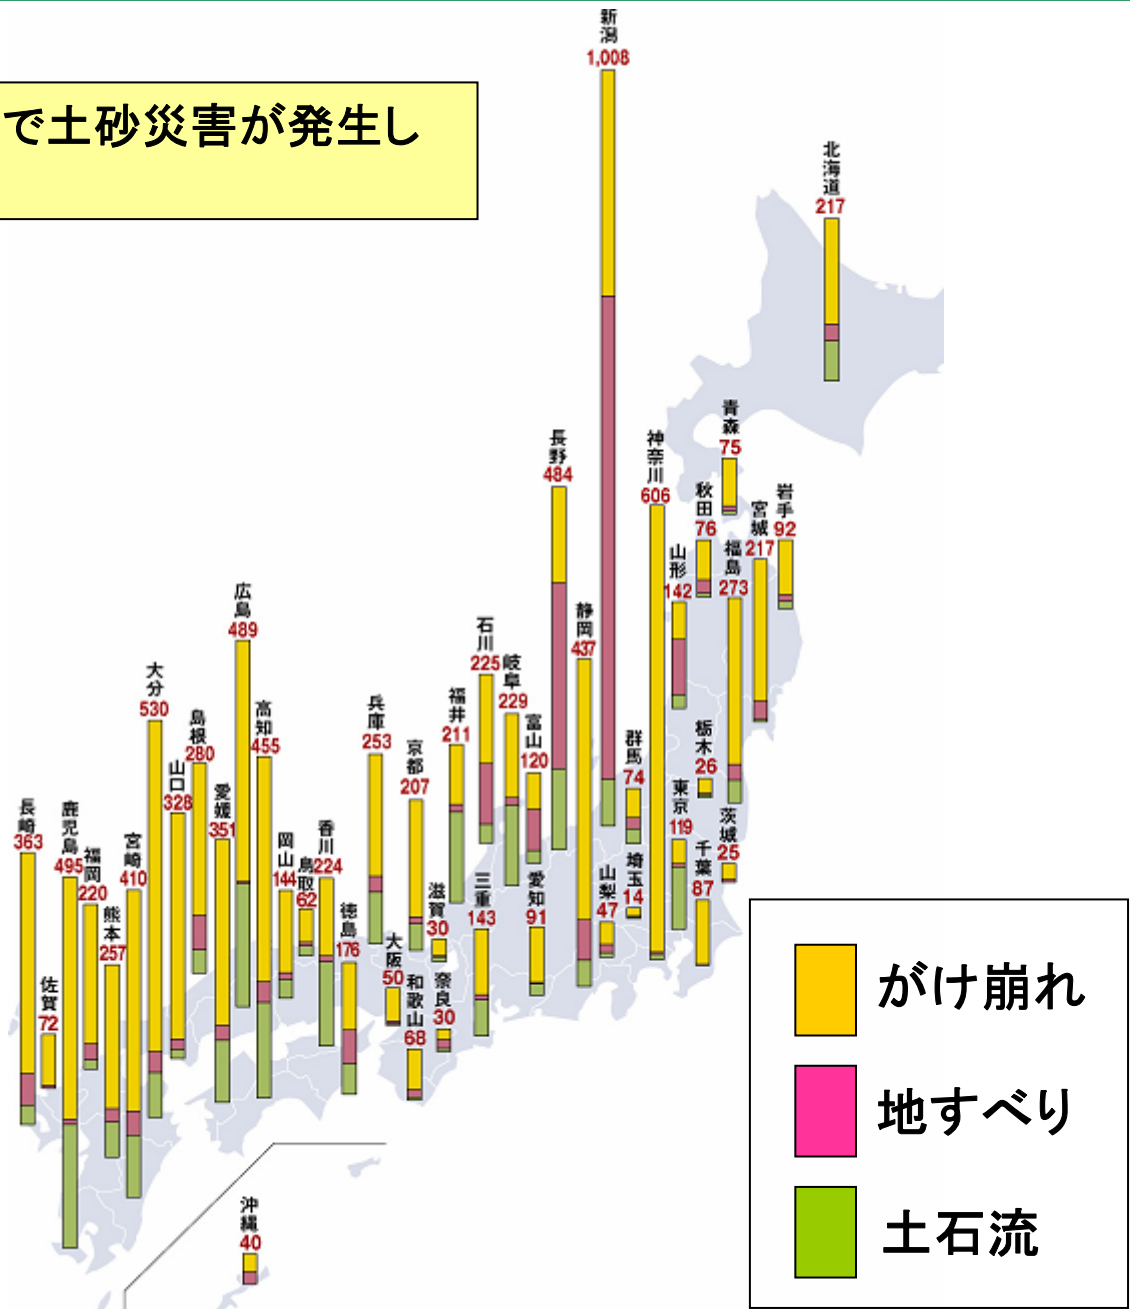 で土砂災害が発生し
新潟
1,008
北海道
217
青森
75
神奈川
606
長野
484
秋田
76
岩手
92
宮城
217
福島
273
山形
142
広島
489
静岡
437
石川
225
岐阜
229
大分
530
福井
211
兵庫
253
高知
455
島根
280
富山
120
京都
207
群馬
74
栃木
26
山口
328
愛媛
351
東京
119
茨城
25
長崎
363
鹿児島
495
福岡
220
宮崎
410
岡山
144
鳥取
62
香川
224
千葉
87
埼玉
14
山梨
47
愛知
91
三重
143
滋賀
30
熊本
257
徳島
176
大阪
50
和歌山
68
奈良
30
佐賀
72
沖縄
40
がけ崩れ
地すべり
土石流